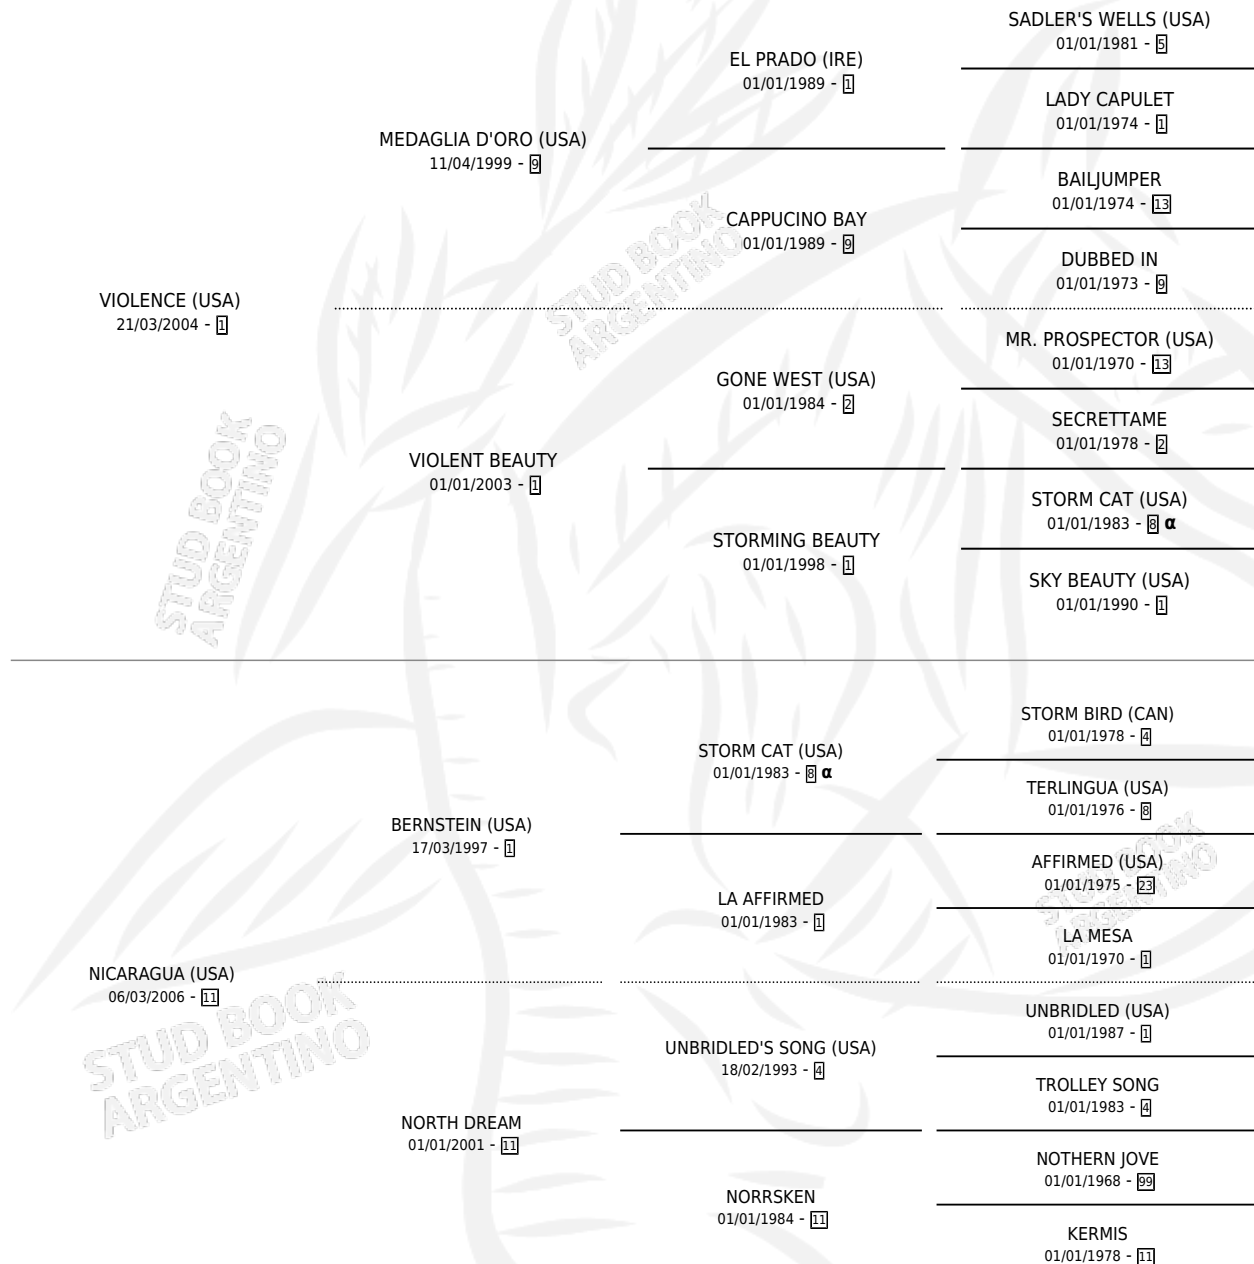 SADLER'S WELLS (USA)
01/01/1981 - 5
EL PRADO (IRE)
01/01/1989 - 1
LADY CAPULET
01/01/1974 - 1
MEDAGLIA D'ORO (USA)
11/04/1999 - 9
BAILJUMPER
01/01/1974 - 13
CAPPUCINO BAY
01/01/1989 - 9
DUBBED IN
01/01/1973 - 9
VIOLENCE (USA)
21/03/2004 - 1
MR. PROSPECTOR (USA)
01/01/1970 - 13
GONE WEST (USA)
01/01/1984 - 2
SECRETTAME
01/01/1978 - 2
VIOLENT BEAUTY
01/01/2003 - 1
STORM CAT (USA)
01/01/1983 - 8 α
STORMING BEAUTY
01/01/1998 - 1
SKY BEAUTY (USA)
01/01/1990 - 1
STUD BOOK
ARGENTINO
STUD BOOK
ARGENTINO
STORM BIRD (CAN)
01/01/1978 - 4
STORM CAT (USA)
01/01/1983 - 8 α
TERLINGUA (USA)
01/01/1976 - 8
BERNSTEIN (USA)
17/03/1997 - 1
AFFIRMED (USA)
01/01/1975 - 23
LA AFFIRMED
01/01/1983 - 1
LA MESA
01/01/1970 - 1
NICARAGUA (USA)
06/03/2006 - 11
UNBRIDLED (USA)
01/01/1987 - 1
UNBRIDLED'S SONG (USA)
18/02/1993 - 4
TROLLEY SONG
01/01/1983 - 4
NORTH DREAM
01/01/2001 - 11
NOTHERN JOVE
01/01/1968 - 99
NORRSKEN
01/01/1984 - 11
KERMIS
01/01/1978 - 11
STUD BOOK
ARGENTINO
STUD BOOK
ARGENTINO